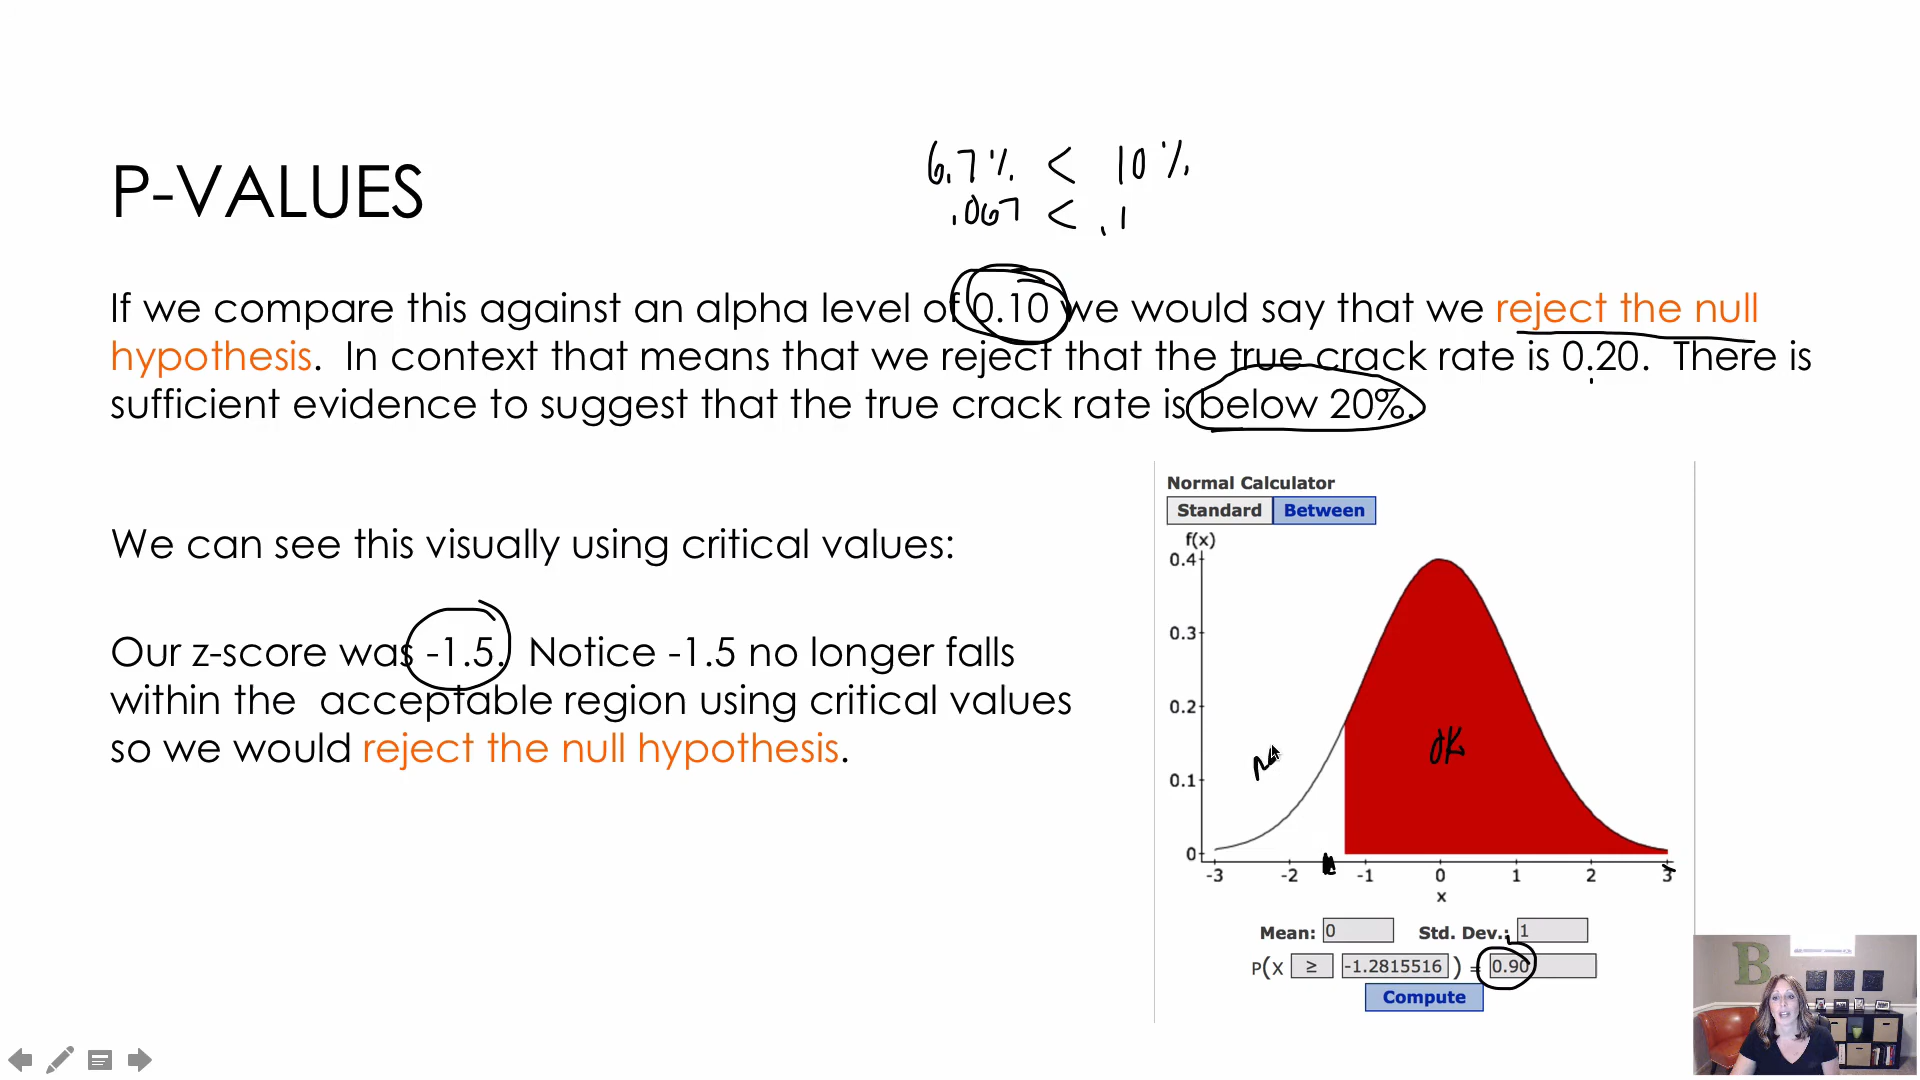 6.7% < 10%
.067 < .1
P-VALUES
If we compare this against an alpha level of 0.10 we would say that we reject the null
hypothesis. In context that means that we reject that the true crack rate is 0.20. There is
sufficient evidence to suggest that the true crack rate is below 20%.
We can see this visually using critical values:
Our z-score was -1.5. Notice -1.5 no longer falls
within the acceptable region using critical values
so we would reject the null hypothesis.
Normal Calculator
Standard Between
f(x)
0.4
0.3
0.2
0.1
0
OK
-3 -2 -1 0 1 2 3
x
Mean: 0 Std. Dev.: 1
P(X ≥ -1.2815516 ) = 0.90
Compute
B